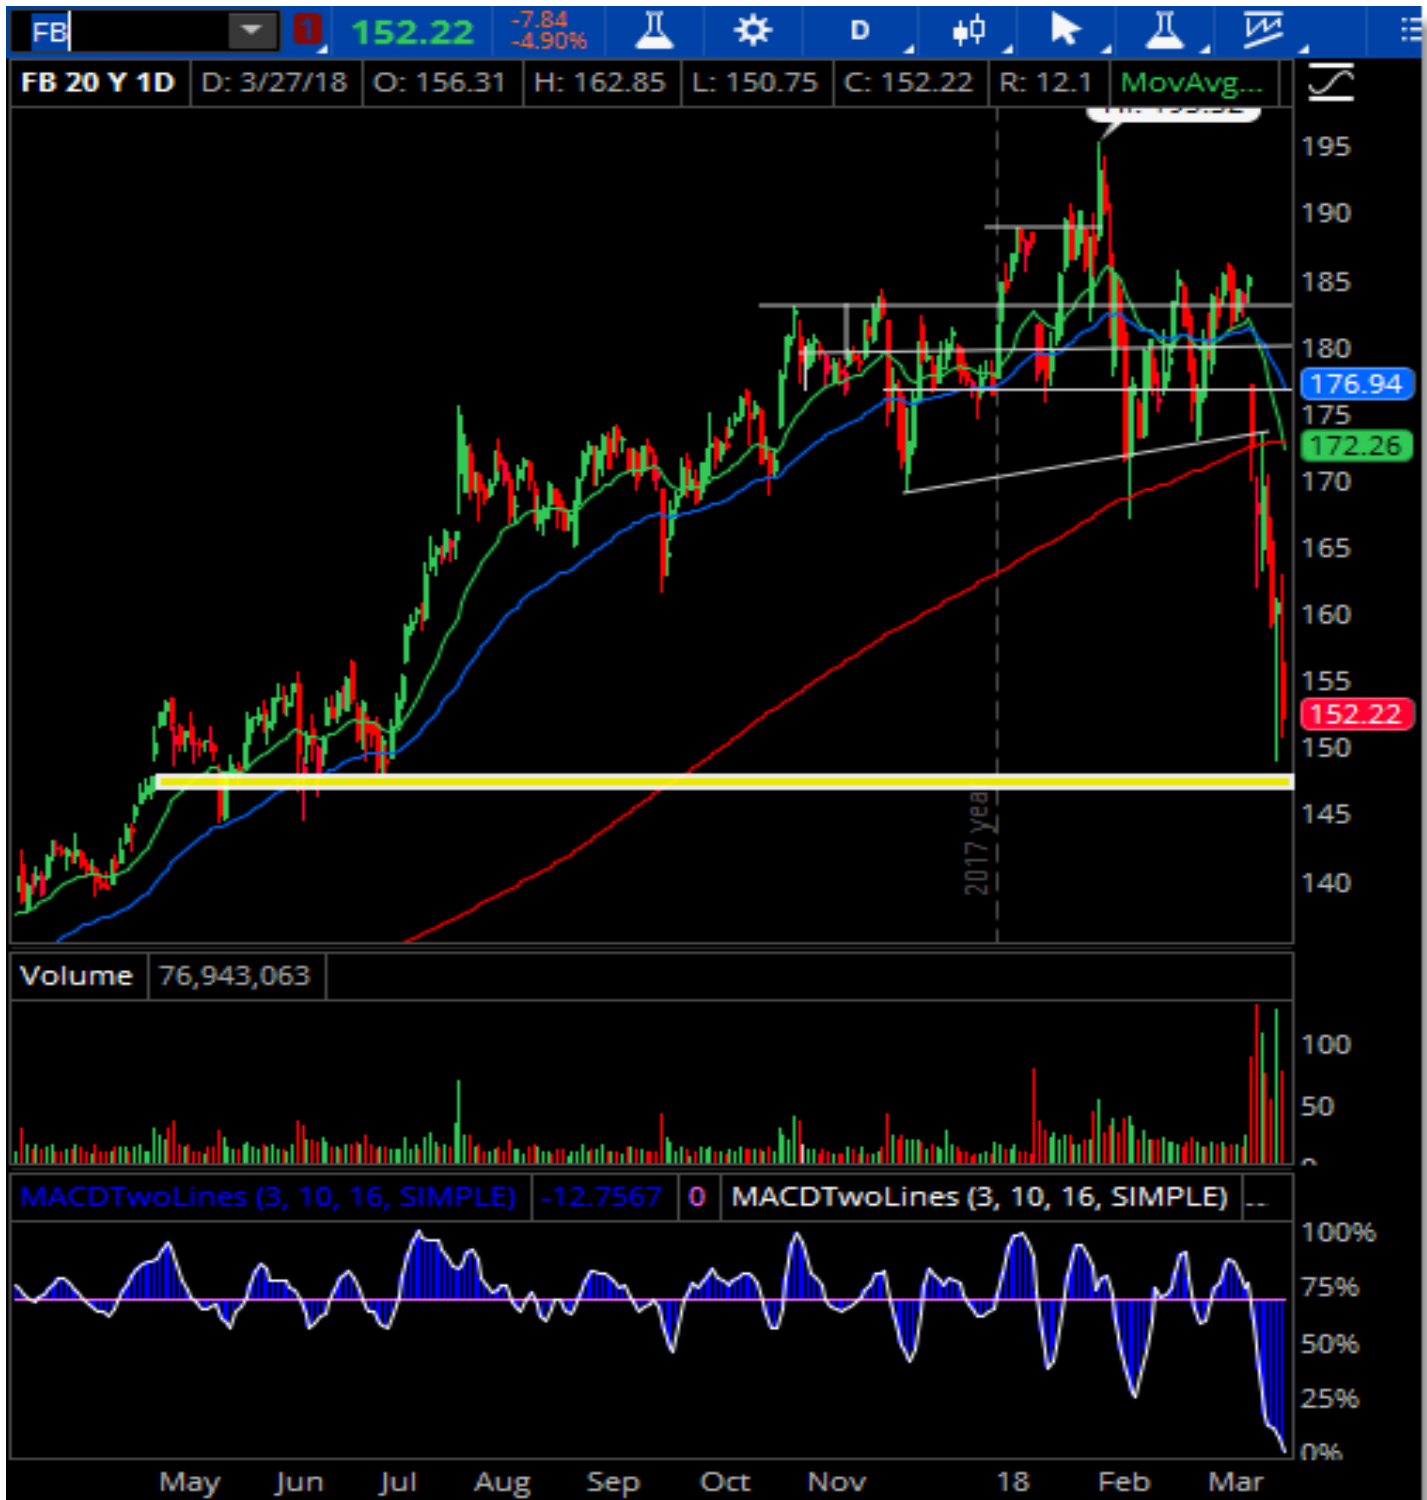 FB
1
152.22
-7.84
-4.90%
D
FB 20 Y 1D
D: 3/27/18
O: 156.31
H: 162.85
L: 150.75
C: 152.22
R: 12.1
MovAvg...
195
190
185
180
176.94
175
172.26
170
165
160
155
152.22
150
145
140
2017 year
Volume
76,943,063
100
50
0
MACDTwoLines (3, 10, 16, SIMPLE)
-12.7567
0
MACDTwoLines (3, 10, 16, SIMPLE)
...
100%
75%
50%
25%
0%
May
Jun
Jul
Aug
Sep
Oct
Nov
18
Feb
Mar